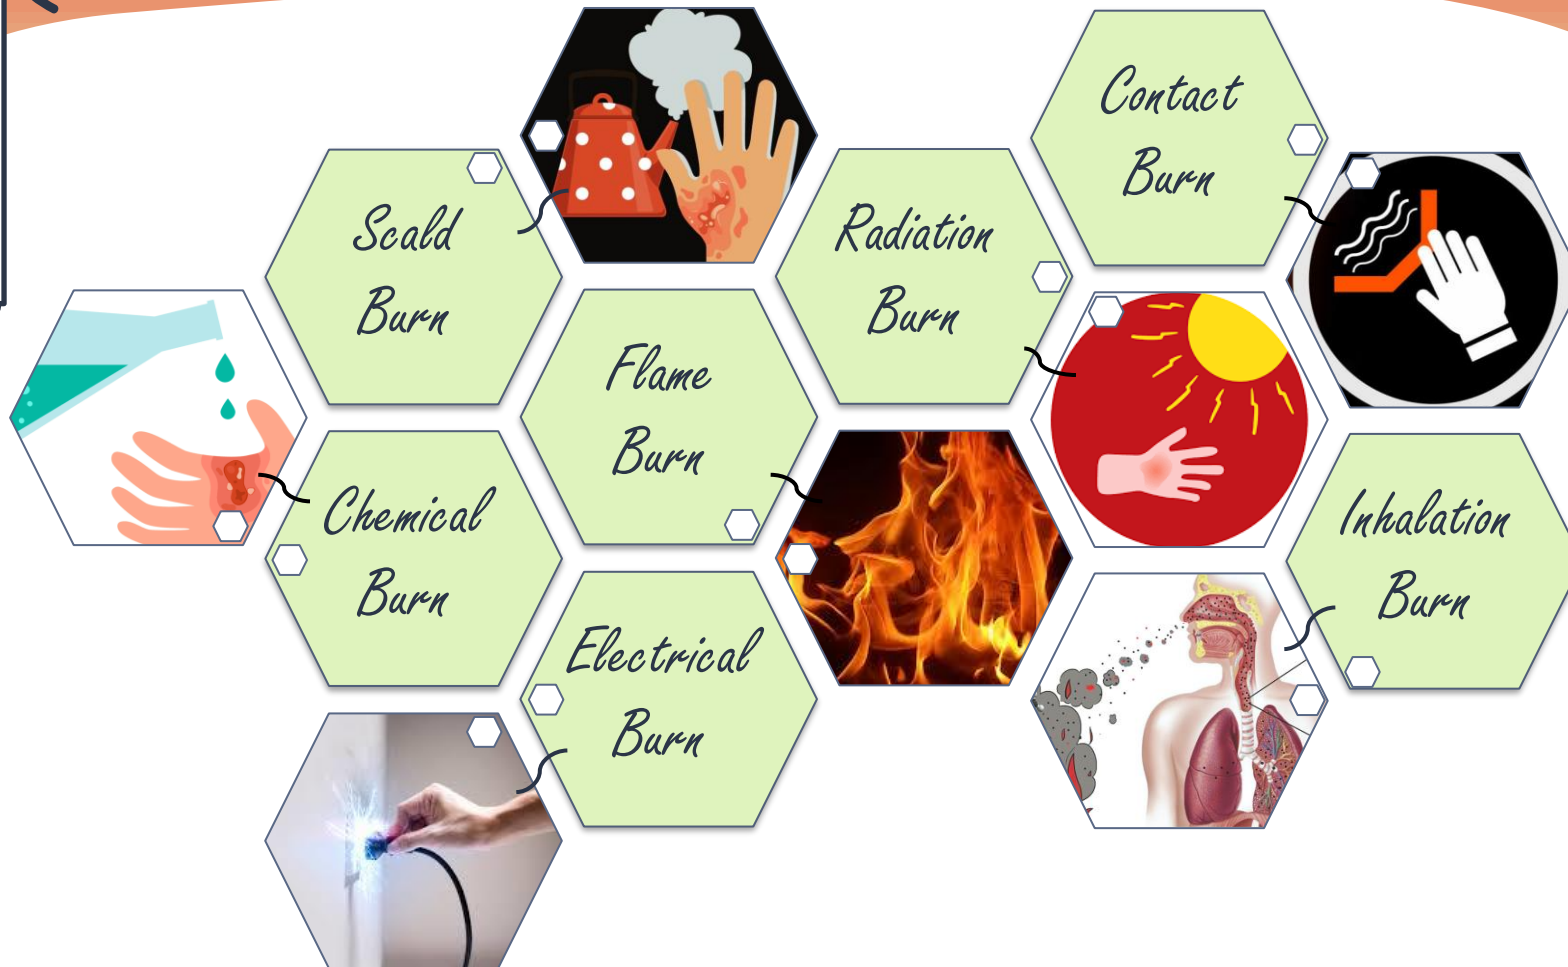 Contact
Burn
Scald
Burn
Radiation
Burn
Flame
Burn
Chemical
Burn
Inhalation
Burn
Electrical
Burn